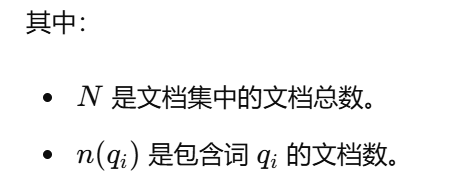 其中：
• N 是文档集中的文档总数。
• n(qᵢ) 是包含词 qᵢ 的文档数。